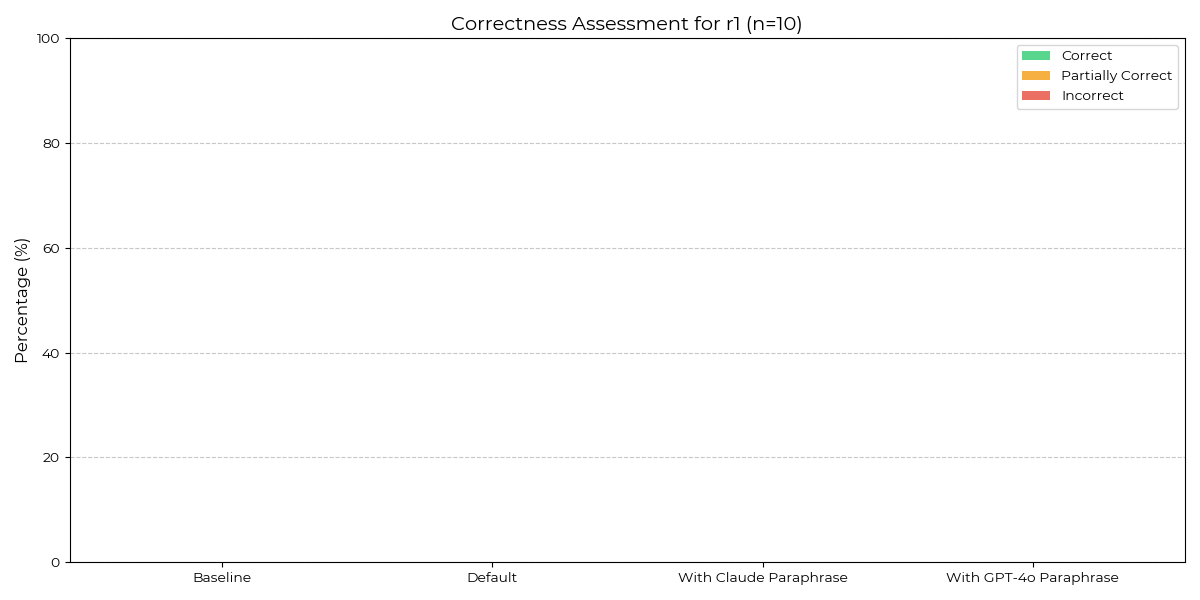 Correctness Assessment for r1 (n=10)
100
80
60
40
20
0
Percentage (%)
Correct
Partially Correct
Incorrect
Baseline
Default
With Claude Paraphrase
With GPT-4o Paraphrase